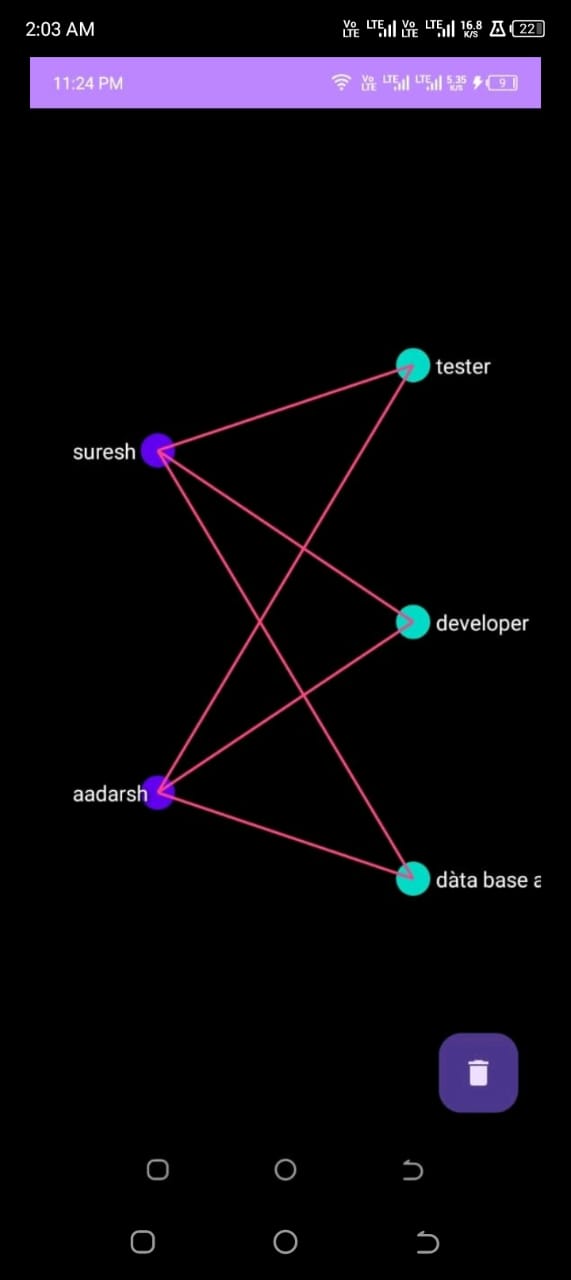 2:03 AM
Vo LTE LTE Vo LTE LTE 16.8 K/S 22
11:24 PM
Vo LTE LTE LTE 5.35 K/S 9
tester
suresh
developer
aadarsh
dàta base a